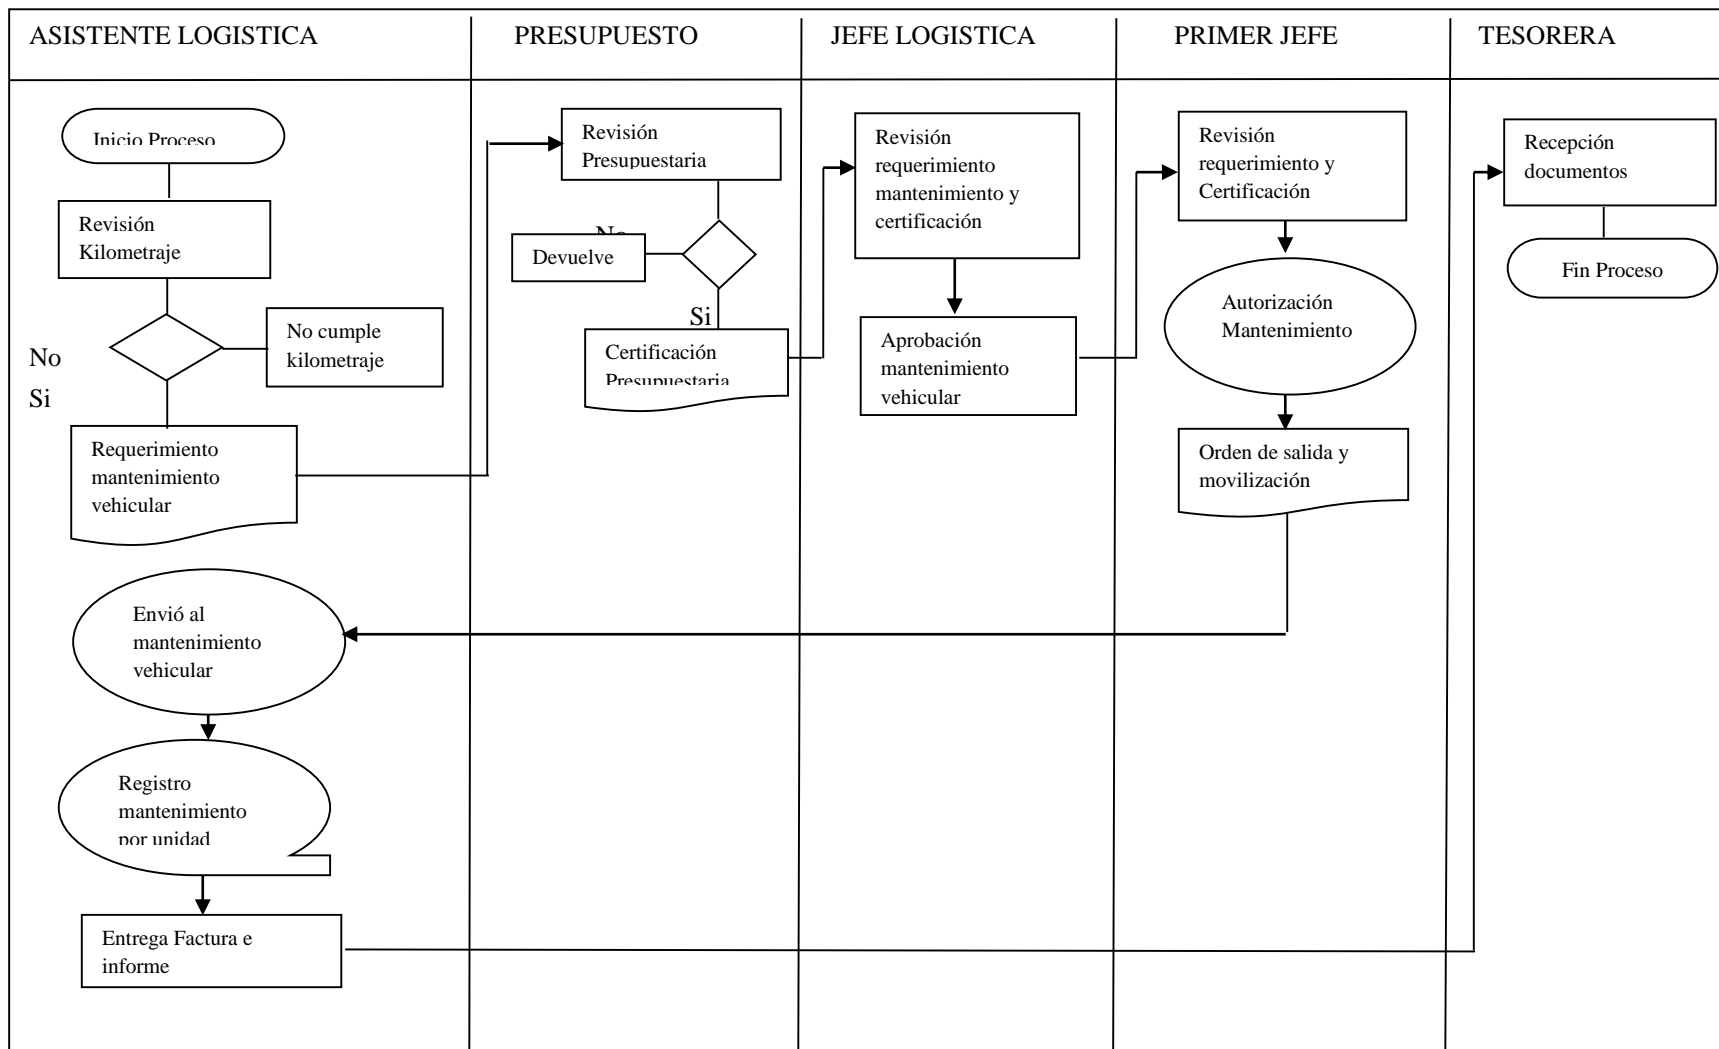 ASISTENTE LOGISTICA
PRESUPUESTO
JEFE LOGISTICA
PRIMER JEFE
TESORERA
Inicio Proceso
Revisión
Kilometraje
No cumple
kilometraje
No
Si
Requerimiento
mantenimiento
vehicular
Envió al
mantenimiento
vehicular
Registro
mantenimiento
por unidad
Entrega Factura e
informe
Revisión
Presupuestaria
No
Devuelve
Si
Certificación
Presupuestaria
Revisión
requerimiento
mantenimiento y
certificación
Aprobación
mantenimiento
vehicular
Revisión
requerimiento y
Certificación
Autorización
Mantenimiento
Orden de salida y
movilización
Recepción
documentos
Fin Proceso